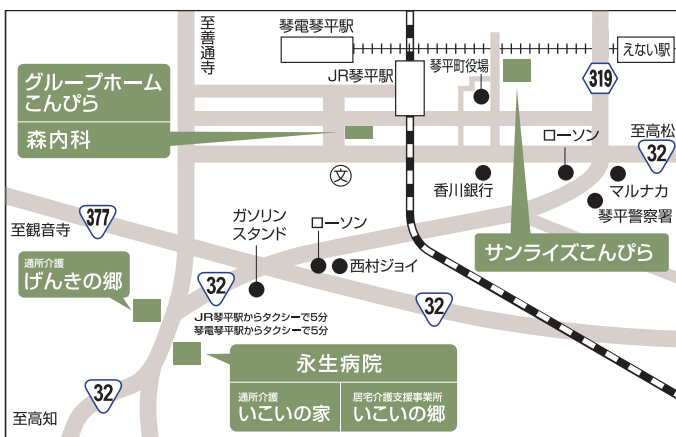 至善通寺
琴電琴平駅
えない駅
JR琴平駅
琴平町役場
319
グループホーム
こんぴら
森内科
ローソン
至高松
32
文
香川銀行
マルナカ
琴平警察署
377
至観音寺
ガソリン
スタンド
ローソン
西村ジョイ
サンライズこんぴら
通所介護
げんきの郷
32
32
JR琴平駅からタクシーで5分
琴電琴平駅からタクシーで5分
永生病院
通所介護
いこいの家
居宅介護支援事業所
いこいの郷
32
至高知